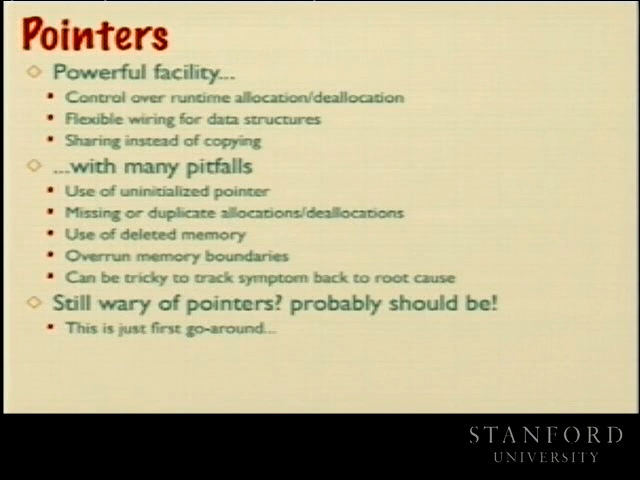 Pointers
Powerful facility...
Control over runtime allocation/deallocation
Flexible wiring for data structures
Sharing instead of copying
...with many pitfalls
Use of uninitialized pointer
Missing or duplicate allocations/deallocations
Use of deleted memory
Overrun memory boundaries
Can be tricky to track symptom back to root cause
Still wary of pointers? probably should be!
This is just first go-around...
STANFORD
UNIVERSITY